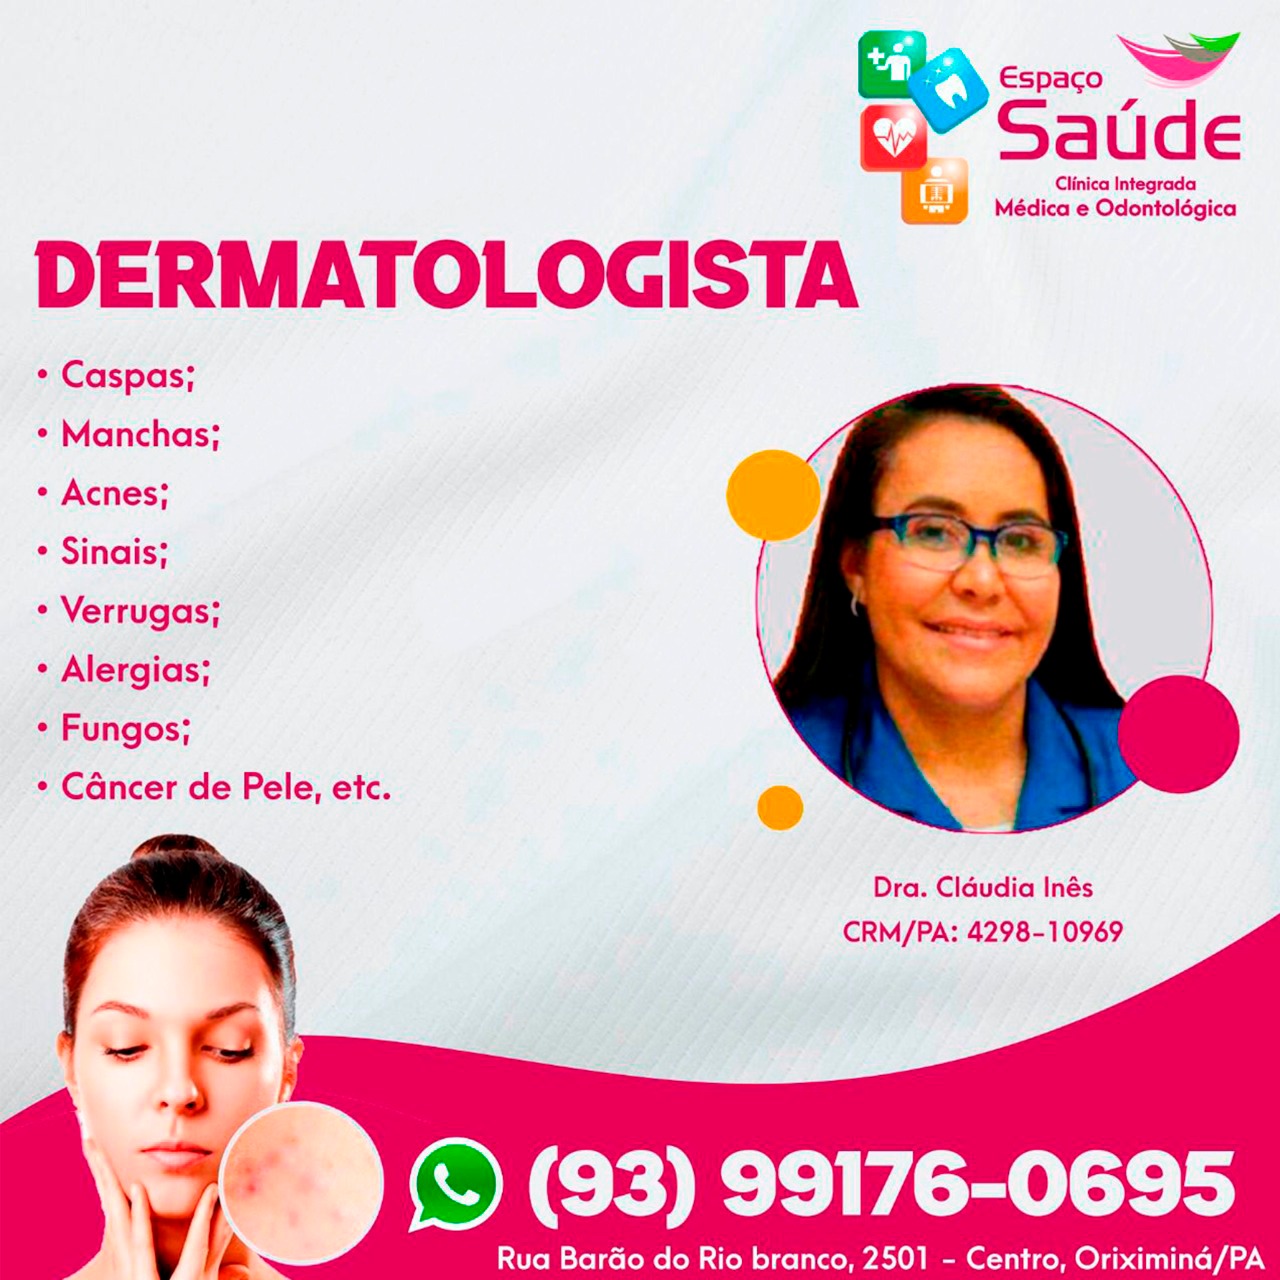 Espaço
Saúde
Clínica Integrada
Médica e Odontológica
DERMATOLOGISTA
• Caspas;
• Manchas;
• Acnes;
• Sinais;
• Verrugas;
• Alergias;
• Fungos;
• Câncer de Pele, etc.
Dra. Cláudia Inês
CRM/PA: 4298-10969
(93) 99176-0695
Rua Barão do Rio branco, 2501 - Centro, Oriximiná/PA